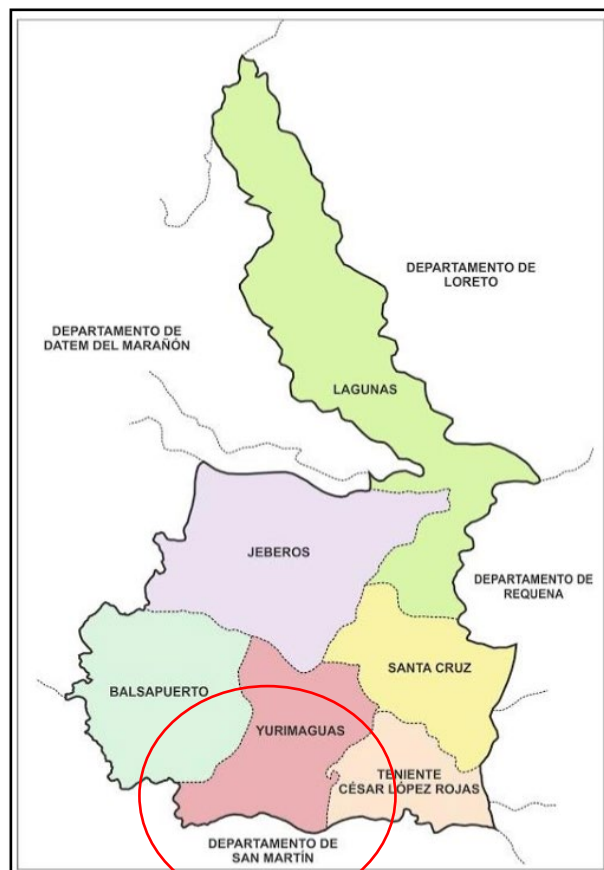 DEPARTAMENTO DE
LORETO
DEPARTAMENTO DE
DATEM DEL MARAÑÓN
LAGUNAS
JEBEROS
DEPARTAMENTO DE
REQUENA
SANTA CRUZ
BALSAPUERTO
YURIMAGUAS
TENIENTE
CÉSAR LÓPEZ ROJAS
DEPARTAMENTO DE
SAN MARTÍN